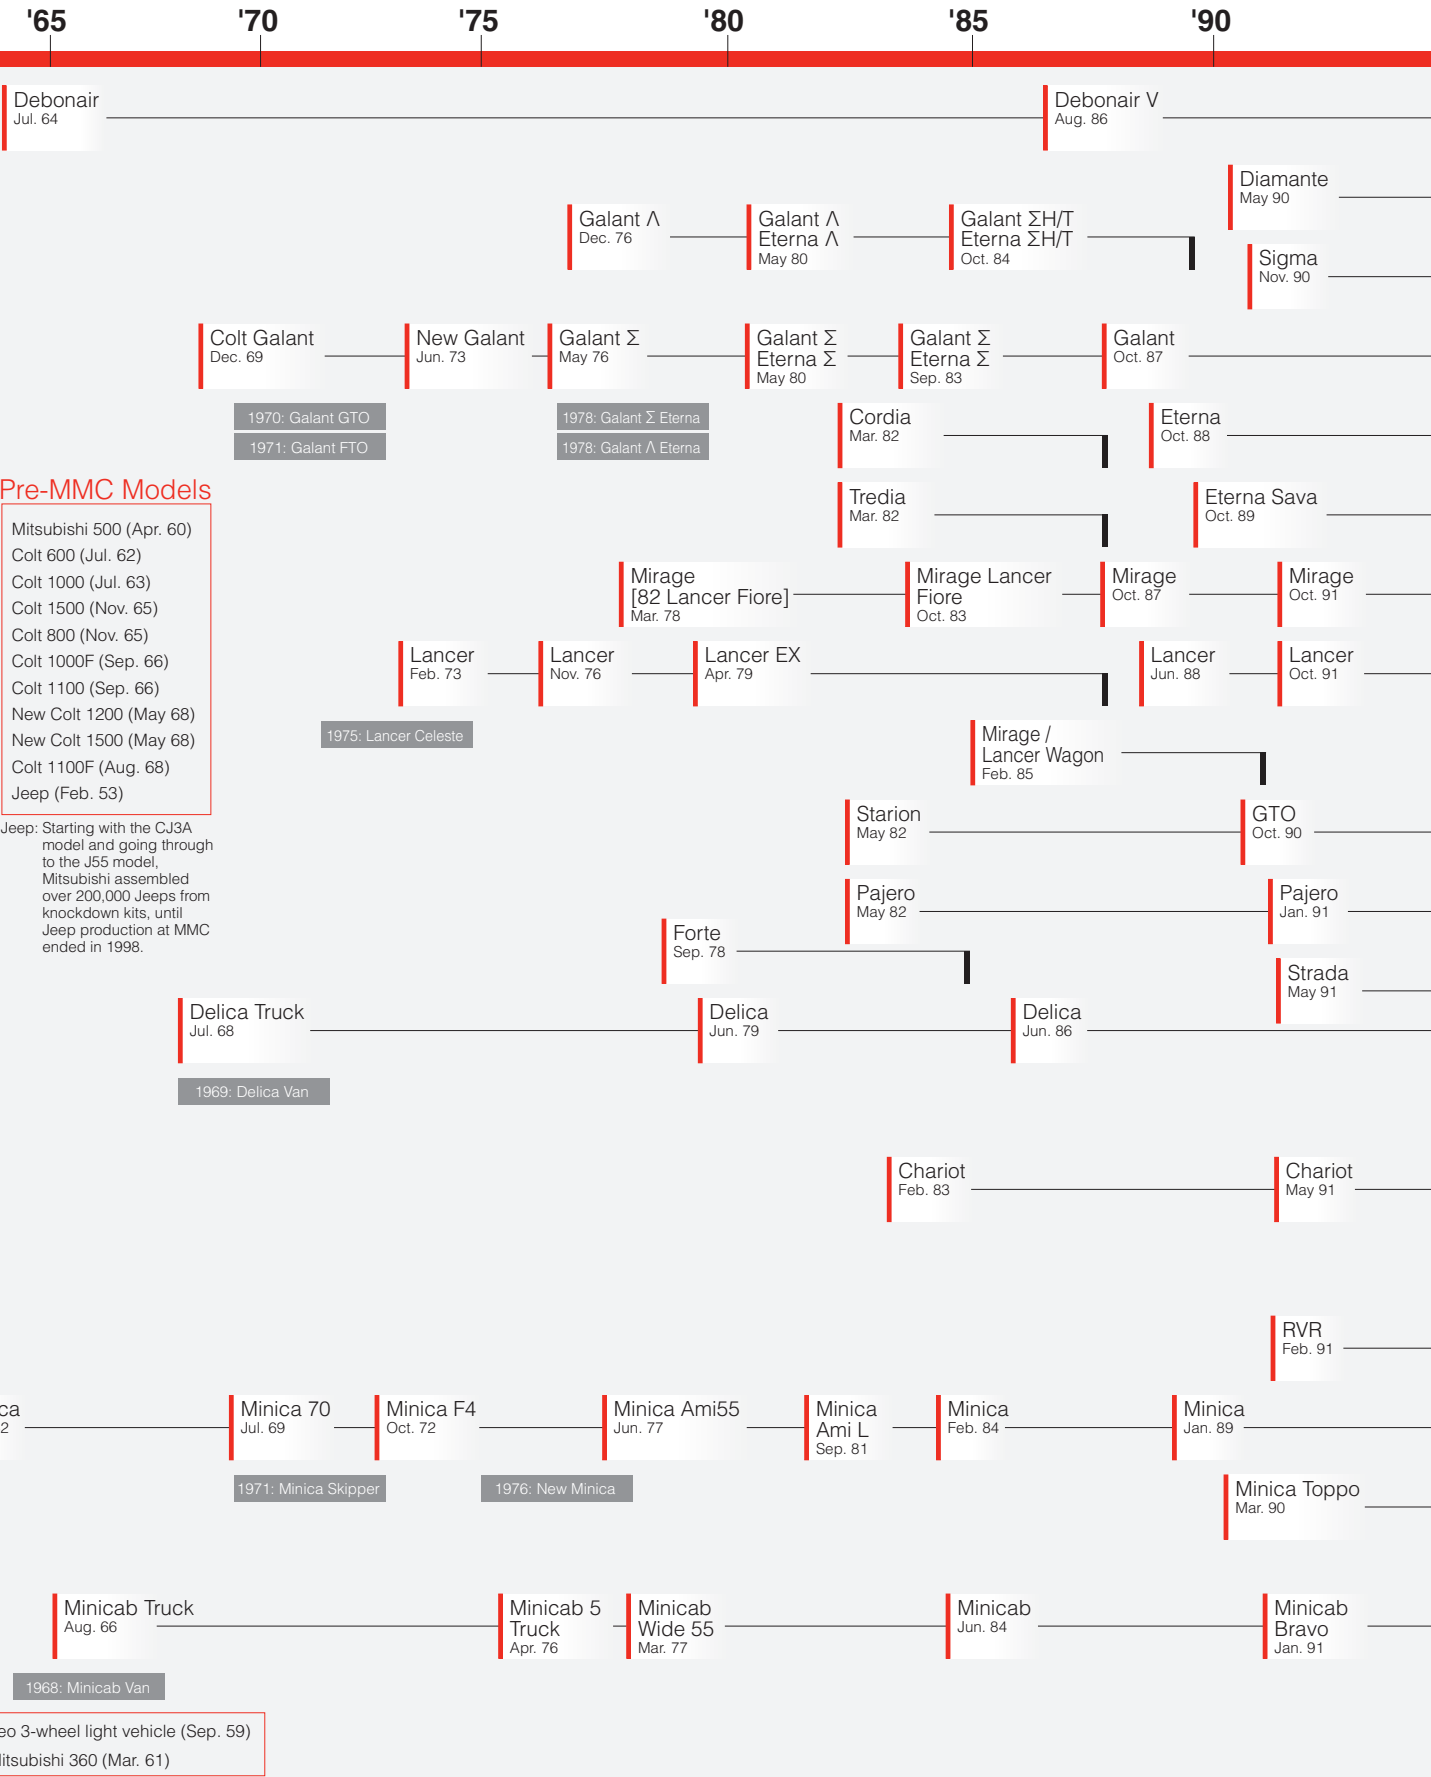 '65 '70 '75 '80 '85 '90
Debonair
Jul. 64
Debonair V
Aug. 86
Diamante
May 90
Galant Λ
Dec. 76
Galant Λ
Eterna Λ
May 80
Galant ΣH/T
Eterna ΣH/T
Oct. 84
Sigma
Nov. 90
Colt Galant
Dec. 69
New Galant
Jun. 73
Galant Σ
May 76
Galant Σ
Eterna Σ
May 80
Galant Σ
Eterna Σ
Sep. 83
Galant
Oct. 87
1970: Galant GTO
1971: Galant FTO
1978: Galant Σ Eterna
1978: Galant Λ Eterna
Cordia
Mar. 82
Eterna
Oct. 88
Tredia
Mar. 82
Eterna Sava
Oct. 89
Pre-MMC Models
Mitsubishi 500 (Apr. 60)
Colt 600 (Jul. 62)
Colt 1000 (Jul. 63)
Colt 1500 (Nov. 65)
Colt 800 (Nov. 65)
Colt 1000F (Sep. 66)
Colt 1100 (Sep. 66)
New Colt 1200 (May 68)
New Colt 1500 (May 68)
Colt 1100F (Aug. 68)
Jeep (Feb. 53)
Jeep: Starting with the CJ3A
model and going through
to the J55 model,
Mitsubishi assembled
over 200,000 Jeeps from
knockdown kits, until
Jeep production at MMC
ended in 1998.
Mirage
[82 Lancer Fiore]
Mar. 78
Mirage Lancer
Fiore
Oct. 83
Mirage
Oct. 87
Mirage
Oct. 91
Lancer
Feb. 73
Lancer
Nov. 76
Lancer EX
Apr. 79
Lancer
Jun. 88
Lancer
Oct. 91
1975: Lancer Celeste
Mirage /
Lancer Wagon
Feb. 85
Starion
May 82
GTO
Oct. 90
Pajero
May 82
Pajero
Jan. 91
Forte
Sep. 78
Strada
May 91
Delica Truck
Jul. 68
Delica
Jun. 79
Delica
Jun. 86
1969: Delica Van
Chariot
Feb. 83
Chariot
May 91
RVR
Feb. 91
ca
2
Minica 70
Jul. 69
Minica F4
Oct. 72
Minica Ami55
Jun. 77
Minica
Ami L
Sep. 81
Minica
Feb. 84
Minica
Jan. 89
1971: Minica Skipper
1976: New Minica
Minica Toppo
Mar. 90
Minicab Truck
Aug. 66
Minicab 5
Truck
Apr. 76
Minicab
Wide 55
Mar. 77
Minicab
Jun. 84
Minicab
Bravo
Jan. 91
1968: Minicab Van
eo 3-wheel light vehicle (Sep. 59)
itsubishi 360 (Mar. 61)